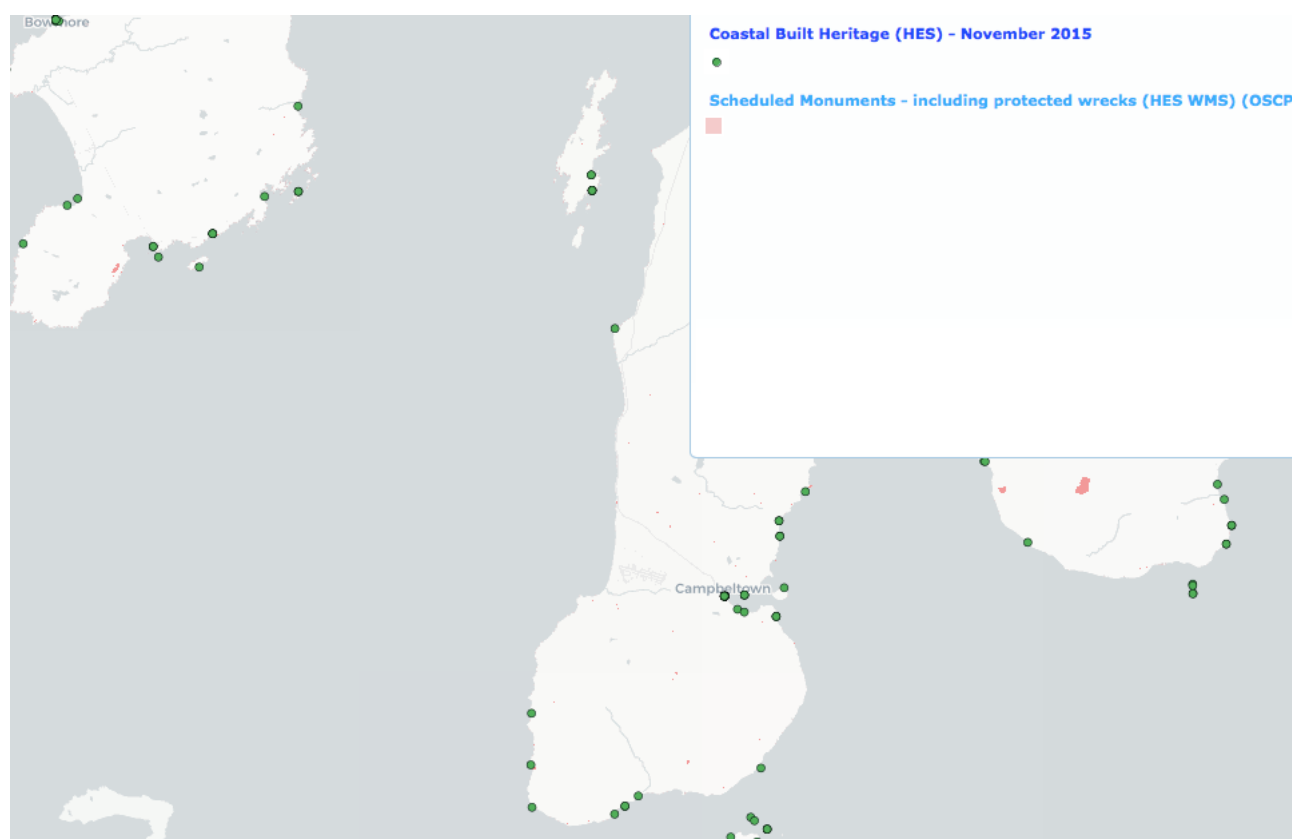 Bowmore
Coastal Built Heritage (HES) - November 2015
Scheduled Monuments - including protected wrecks (HES WMS) (OSCP
Campbeltown